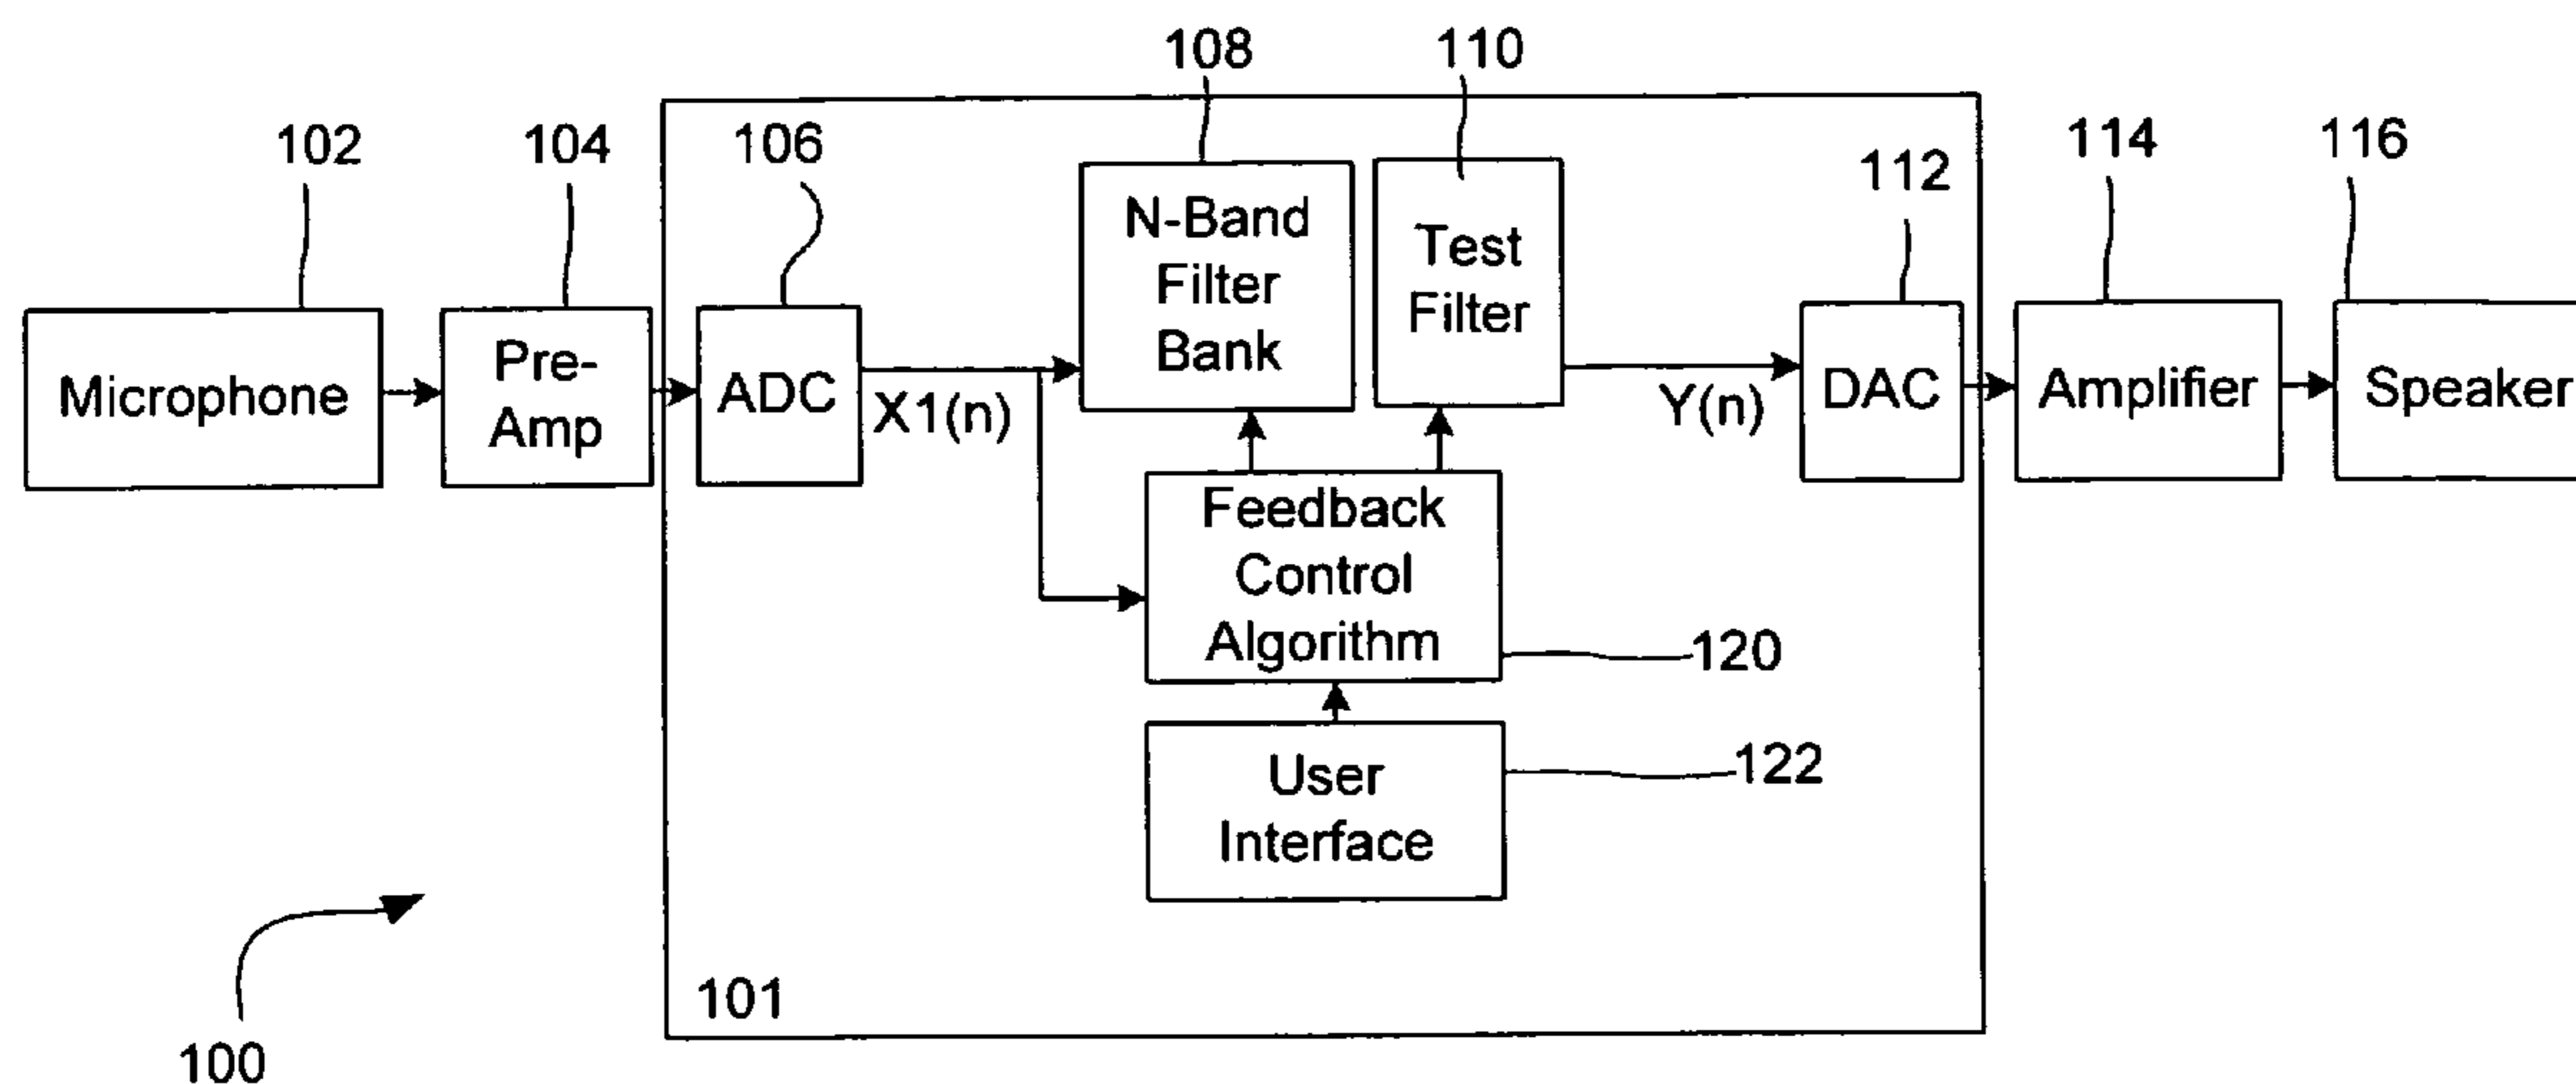 108
110
102
104
106
112
114
116
N-Band
Filter
Bank
Test
Filter
Microphone
Pre-
Amp
ADC
X1(n)
Y(n)
DAC
Amplifier
Speaker
Feedback
Control
Algorithm
120
User
Interface
122
101
100